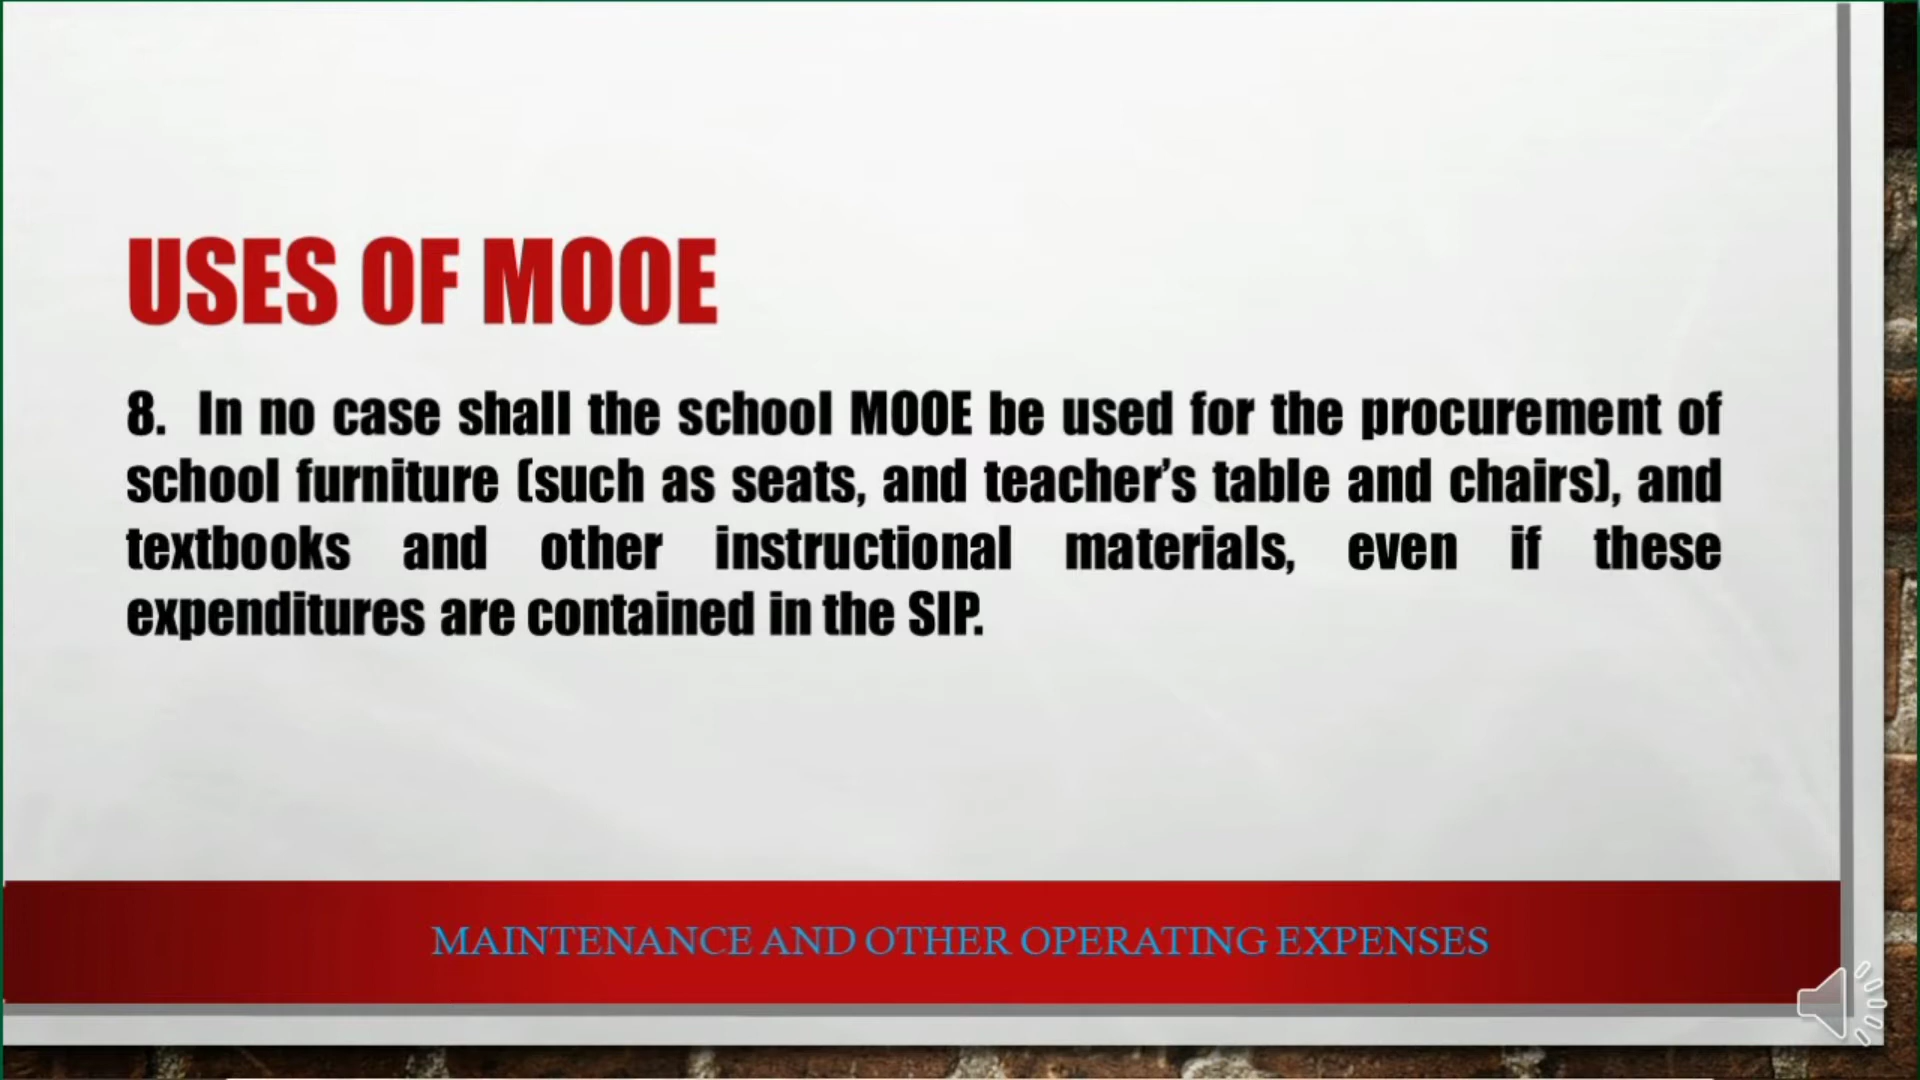 USES OF MOOE
8. In no case shall the school MOOE be used for the procurement of
school furniture (such as seats, and teacher’s table and chairs), and
textbooks and other instructional materials, even if these
expenditures are contained in the SIP.
MAINTENANCE AND OTHER OPERATING EXPENSES